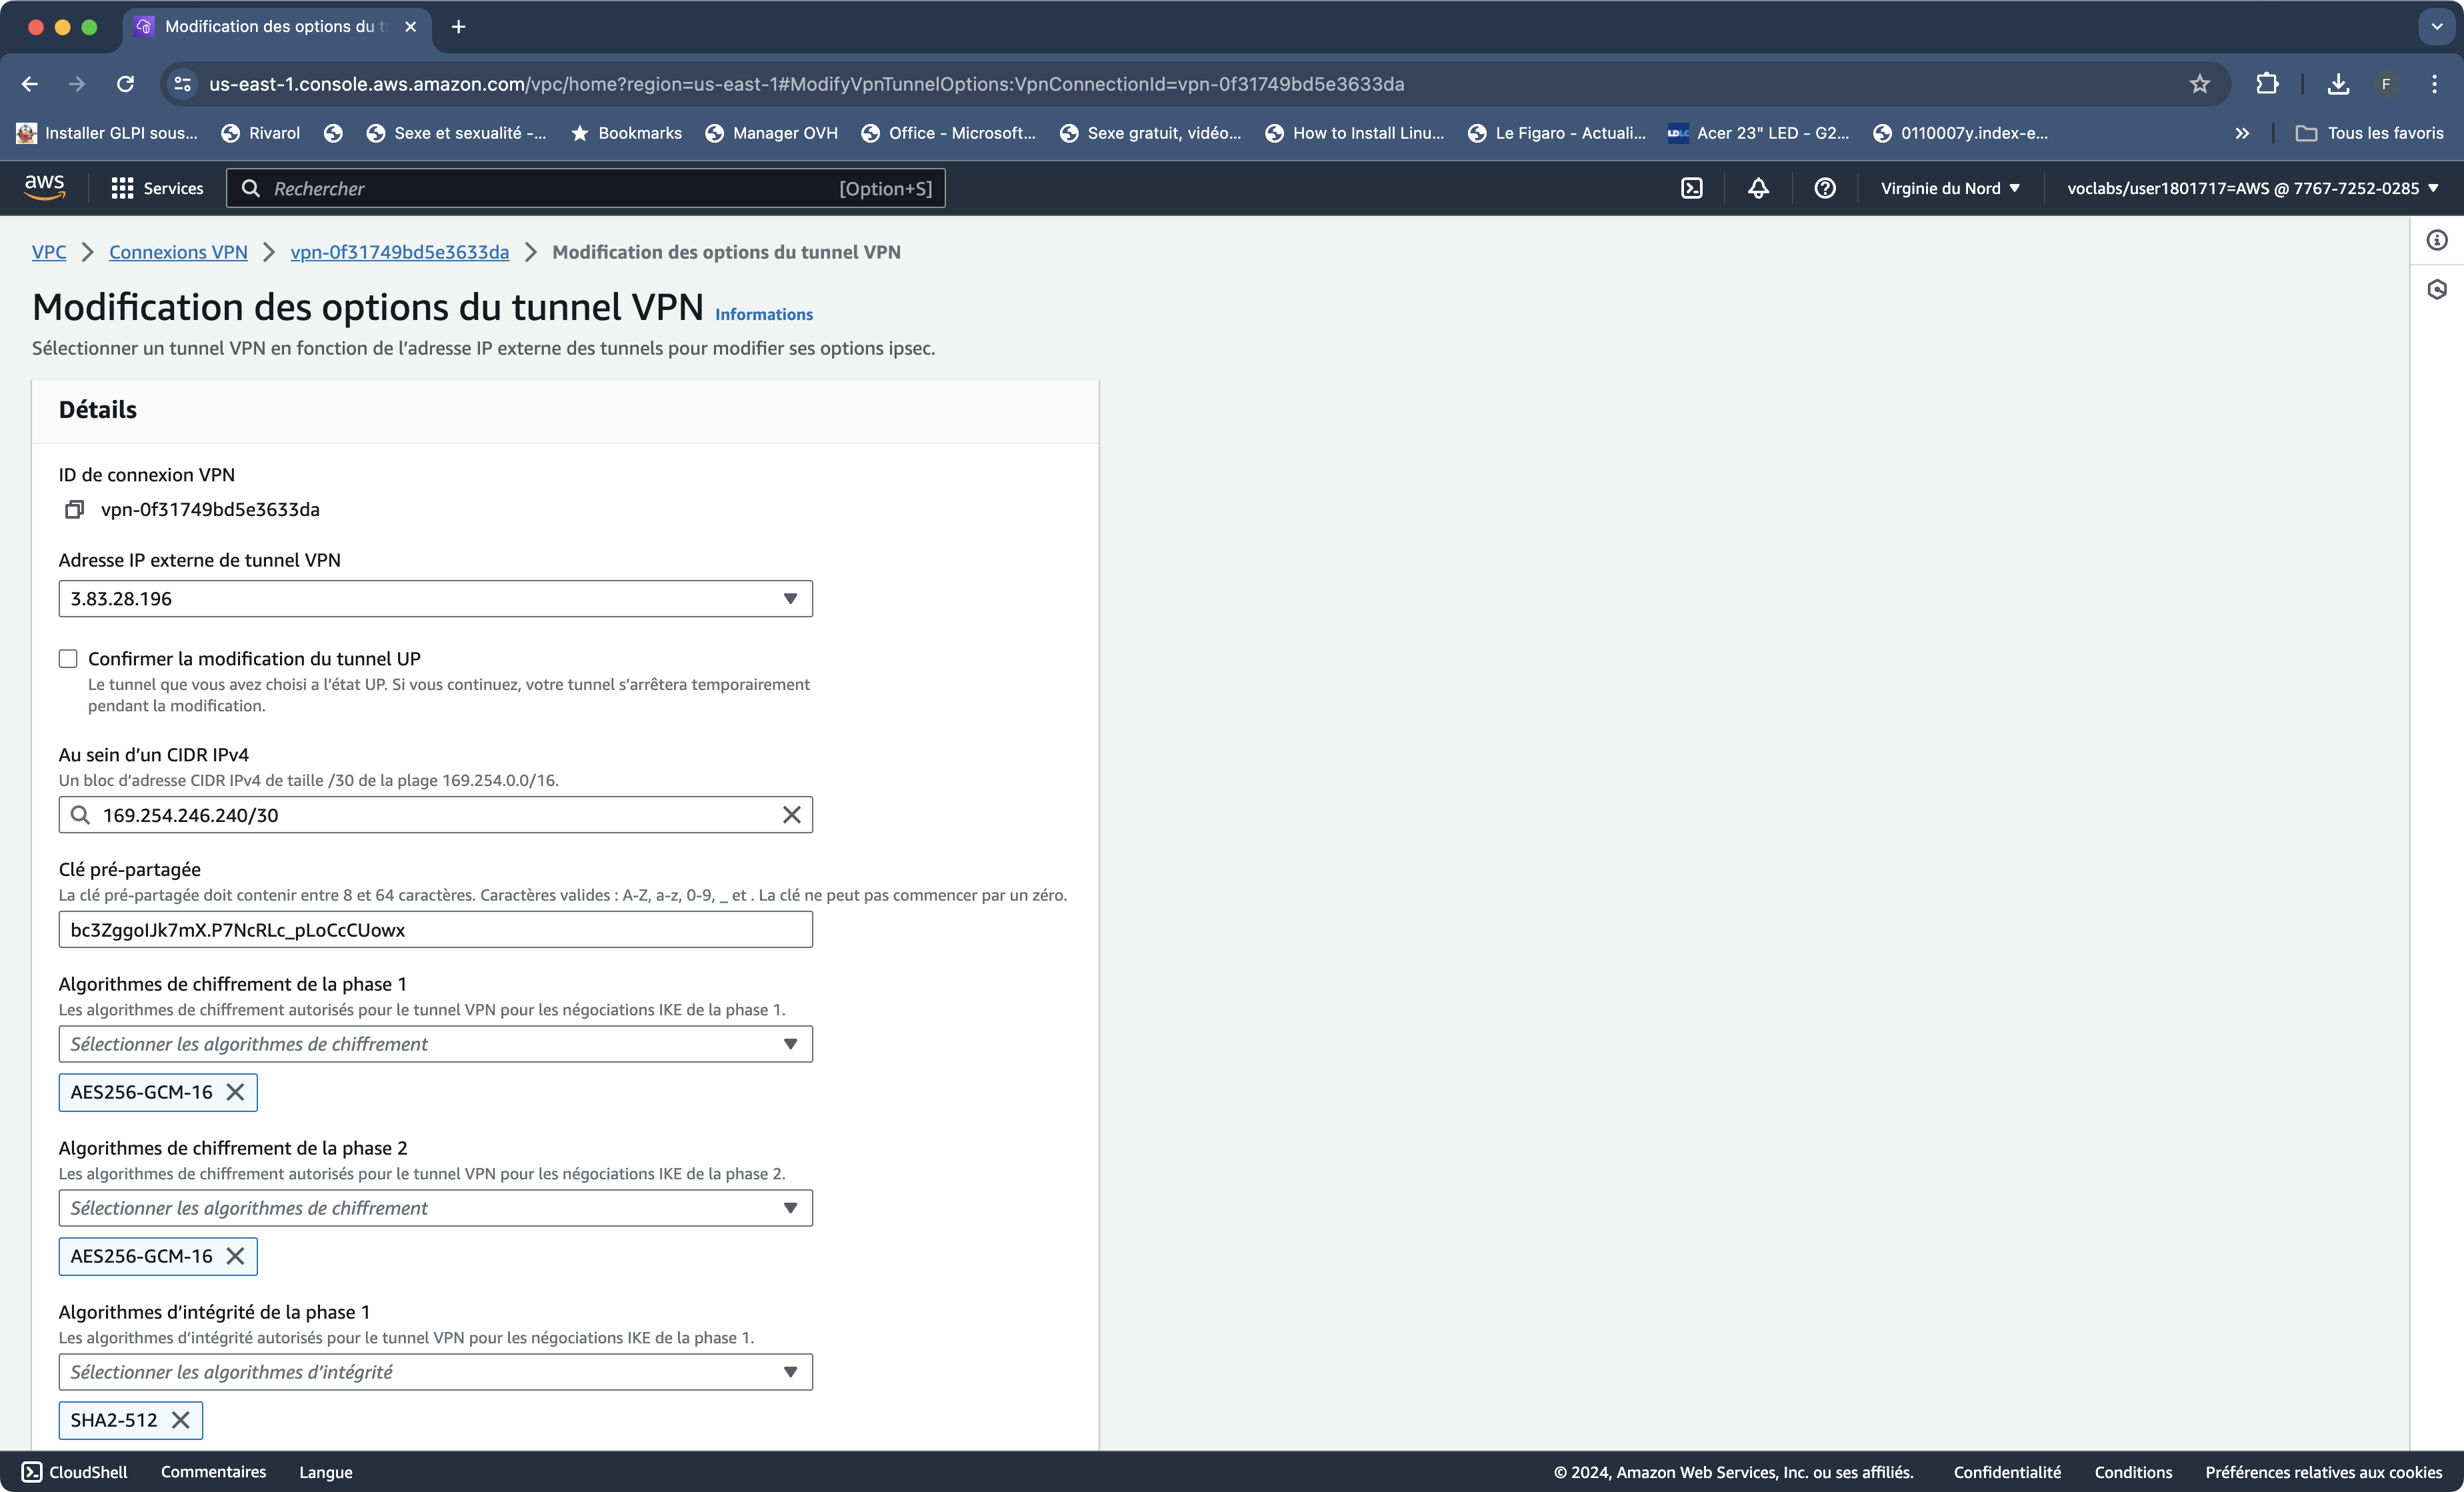 Modification des options du t
us-east-1.console.aws.amazon.com/vpc/home?region=us-east-1#ModifyVpnTunnelOptions:VpnConnectionId=vpn-0f31749bd5e3633da
F
Installer GLPI sous...
Rivarol
Sexe et sexualité -...
Bookmarks
Manager OVH
Office - Microsoft...
Sexe gratuit, vidéo...
How to Install Linu...
Le Figaro - Actuali...
LDLC
Acer 23" LED - G2...
0110007y.index-e...
Tous les favoris
aws
Services
Rechercher
[Option+S]
Virginie du Nord
voclabs/user1801717=AWS @ 7767-7252-0285
VPC
Connexions VPN
vpn-0f31749bd5e3633da
Modification des options du tunnel VPN
Modification des options du tunnel VPN
Informations
Sélectionner un tunnel VPN en fonction de l'adresse IP externe des tunnels pour modifier ses options ipsec.
Détails
ID de connexion VPN
vpn-0f31749bd5e3633da
Adresse IP externe de tunnel VPN
3.83.28.196
Confirmer la modification du tunnel UP
Le tunnel que vous avez choisi a l'état UP. Si vous continuez, votre tunnel s'arrêtera temporairement
pendant la modification.
Au sein d'un CIDR IPv4
Un bloc d'adresse CIDR IPv4 de taille /30 de la plage 169.254.0.0/16.
169.254.246.240/30
Clé pré-partagée
La clé pré-partagée doit contenir entre 8 et 64 caractères. Caractères valides : A-Z, a-z, 0-9, _ et . La clé ne peut pas commencer par un zéro.
bc3ZggoIJk7mX.P7NcRLc_pLoCcCUowx
Algorithmes de chiffrement de la phase 1
Les algorithmes de chiffrement autorisés pour le tunnel VPN pour les négociations IKE de la phase 1.
Sélectionner les algorithmes de chiffrement
AES256-GCM-16
Algorithmes de chiffrement de la phase 2
Les algorithmes de chiffrement autorisés pour le tunnel VPN pour les négociations IKE de la phase 2.
Sélectionner les algorithmes de chiffrement
AES256-GCM-16
Algorithmes d'intégrité de la phase 1
Les algorithmes d'intégrité autorisés pour le tunnel VPN pour les négociations IKE de la phase 1.
Sélectionner les algorithmes d'intégrité
SHA2-512
CloudShell
Commentaires
Langue
© 2024, Amazon Web Services, Inc. ou ses affiliés.
Confidentialité
Conditions
Préférences relatives aux cookies